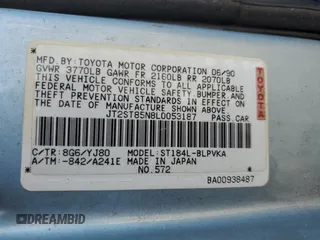 MFD.BY:TOYOTA MOTOR CORPORATION 06/90
GVWR 3770LB GAWR FR 2160LB RR 2070LB
THIS VEHICLE CONFORMS TO ALL APPLICABLE
FEDERAL MOTOR VEHICLE SAFETY, BUMPER,
AND THEFT PREVENTION STANDARDS IN EFFECT
ON THE DATE OF MANUFACTURE SHOWN ABOVE.
JT2ST85N8L0053187
PASS.CAR
C/TR: 8G6/YJ80 MODEL: ST184L-BLPVKA
A/TM: -842/A241E MADE IN JAPAN
NO.572
TOYOTA
BA00938487